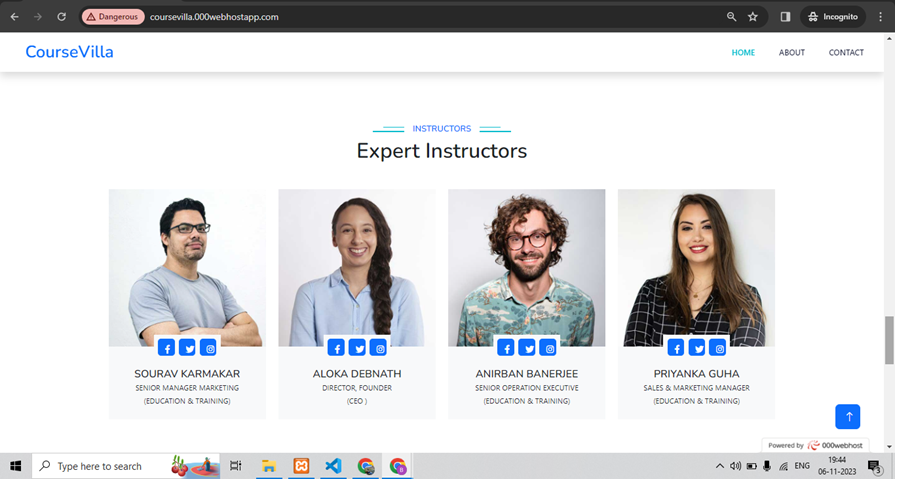 Dangerous coursevilla.000webhostapp.com Incognito
CourseVilla HOME ABOUT CONTACT
INSTRUCTORS
Expert Instructors
SOURAV KARMAKAR
SENIOR MANAGER MARKETING
(EDUCATION & TRAINING)
ALOKA DEBNATH
DIRECTOR, FOUNDER
(CEO )
ANIRBAN BANERJEE
SENIOR OPERATION EXECUTIVE
(EDUCATION & TRAINING)
PRIYANKA GUHA
SALES & MARKETING MANAGER
(EDUCATION & TRAINING)
Powered by 000webhost
Type here to search ENG 19:44
06-11-2023 3